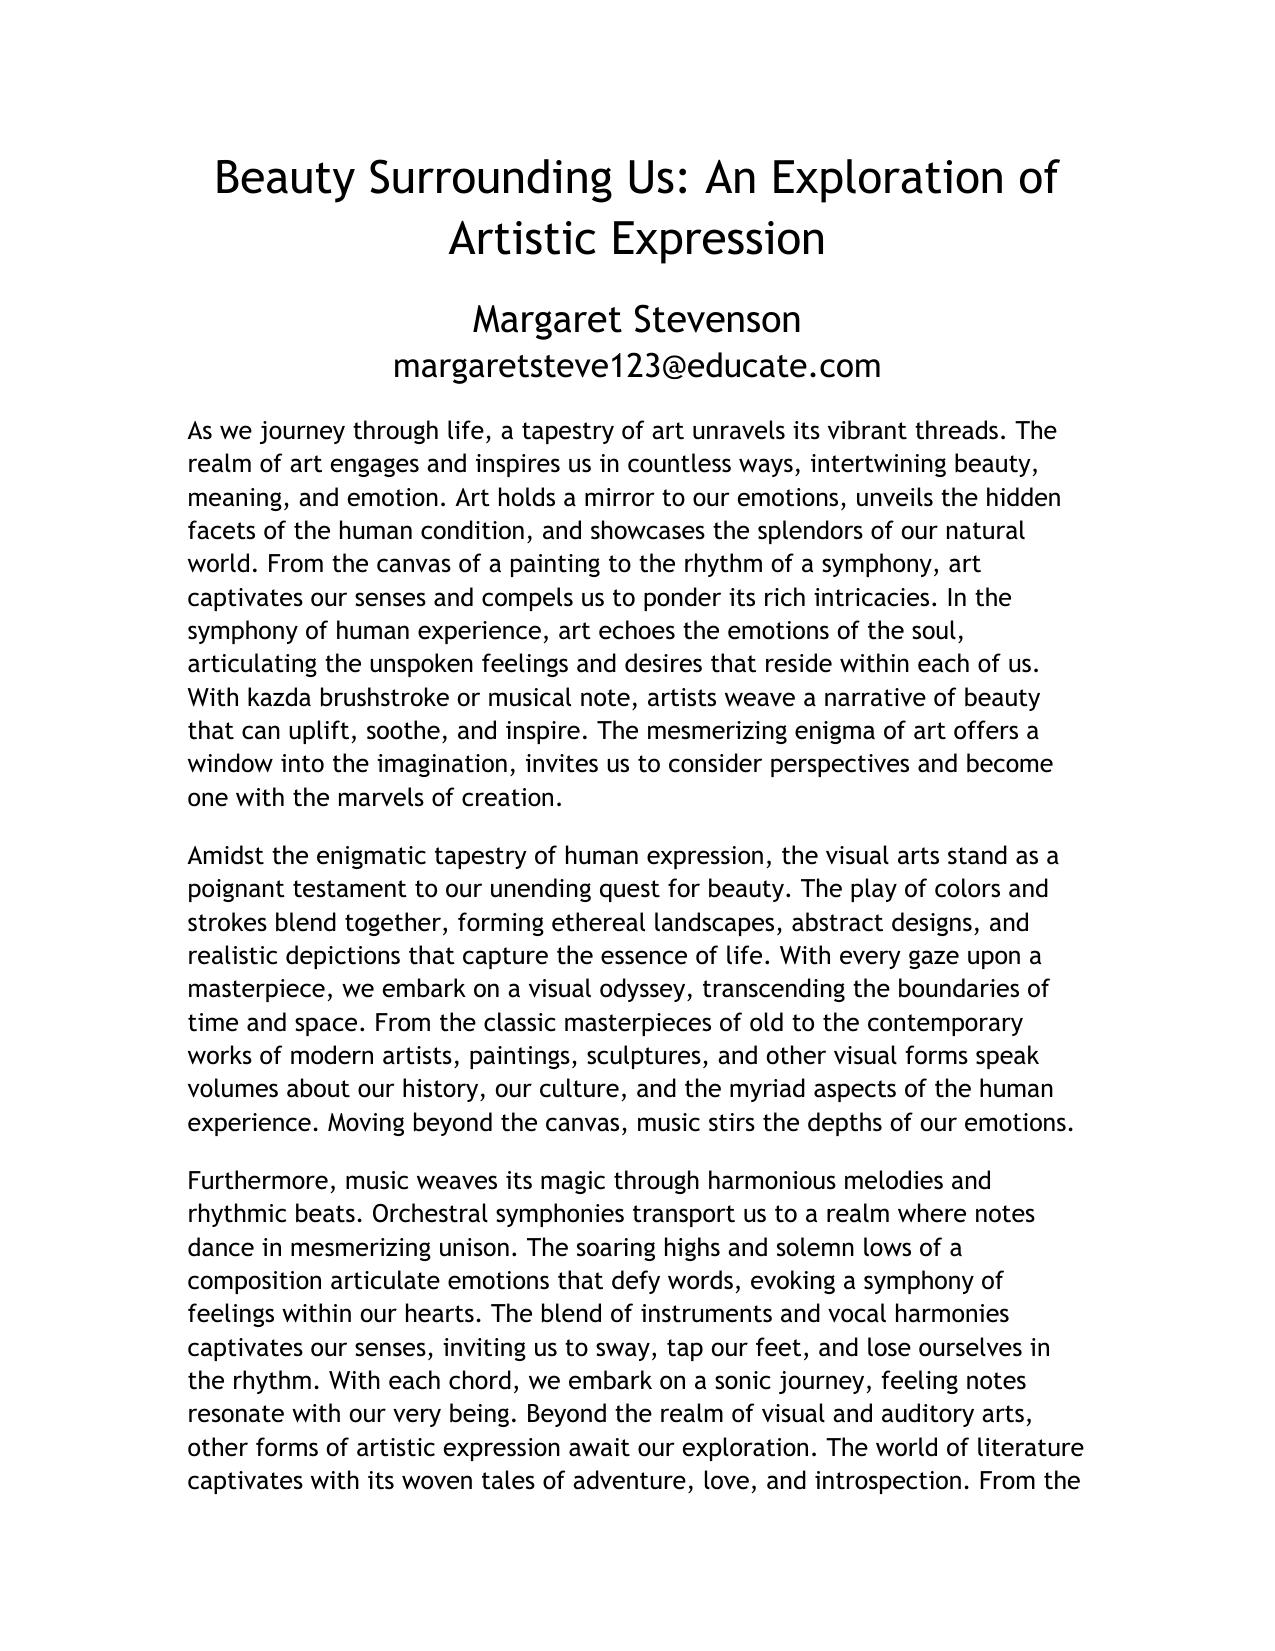 Beauty Surrounding Us: An Exploration of
Artistic Expression
Margaret Stevenson
margaretsteve123@educate.com
As we journey through life, a tapestry of art unravels its vibrant threads. The
realm of art engages and inspires us in countless ways, intertwining beauty,
meaning, and emotion. Art holds a mirror to our emotions, unveils the hidden
facets of the human condition, and showcases the splendors of our natural
world. From the canvas of a painting to the rhythm of a symphony, art
captivates our senses and compels us to ponder its rich intricacies. In the
symphony of human experience, art echoes the emotions of the soul,
articulating the unspoken feelings and desires that reside within each of us.
With kazda brushstroke or musical note, artists weave a narrative of beauty
that can uplift, soothe, and inspire. The mesmerizing enigma of art offers a
window into the imagination, invites us to consider perspectives and become
one with the marvels of creation.
Amidst the enigmatic tapestry of human expression, the visual arts stand as a
poignant testament to our unending quest for beauty. The play of colors and
strokes blend together, forming ethereal landscapes, abstract designs, and
realistic depictions that capture the essence of life. With every gaze upon a
masterpiece, we embark on a visual odyssey, transcending the boundaries of
time and space. From the classic masterpieces of old to the contemporary
works of modern artists, paintings, sculptures, and other visual forms speak
volumes about our history, our culture, and the myriad aspects of the human
experience. Moving beyond the canvas, music stirs the depths of our emotions.
Furthermore, music weaves its magic through harmonious melodies and
rhythmic beats. Orchestral symphonies transport us to a realm where notes
dance in mesmerizing unison. The soaring highs and solemn lows of a
composition articulate emotions that defy words, evoking a symphony of
feelings within our hearts. The blend of instruments and vocal harmonies
captivates our senses, inviting us to sway, tap our feet, and lose ourselves in
the rhythm. With each chord, we embark on a sonic journey, feeling notes
resonate with our very being. Beyond the realm of visual and auditory arts,
other forms of artistic expression await our exploration. The world of literature
captivates with its woven tales of adventure, love, and introspection. From the